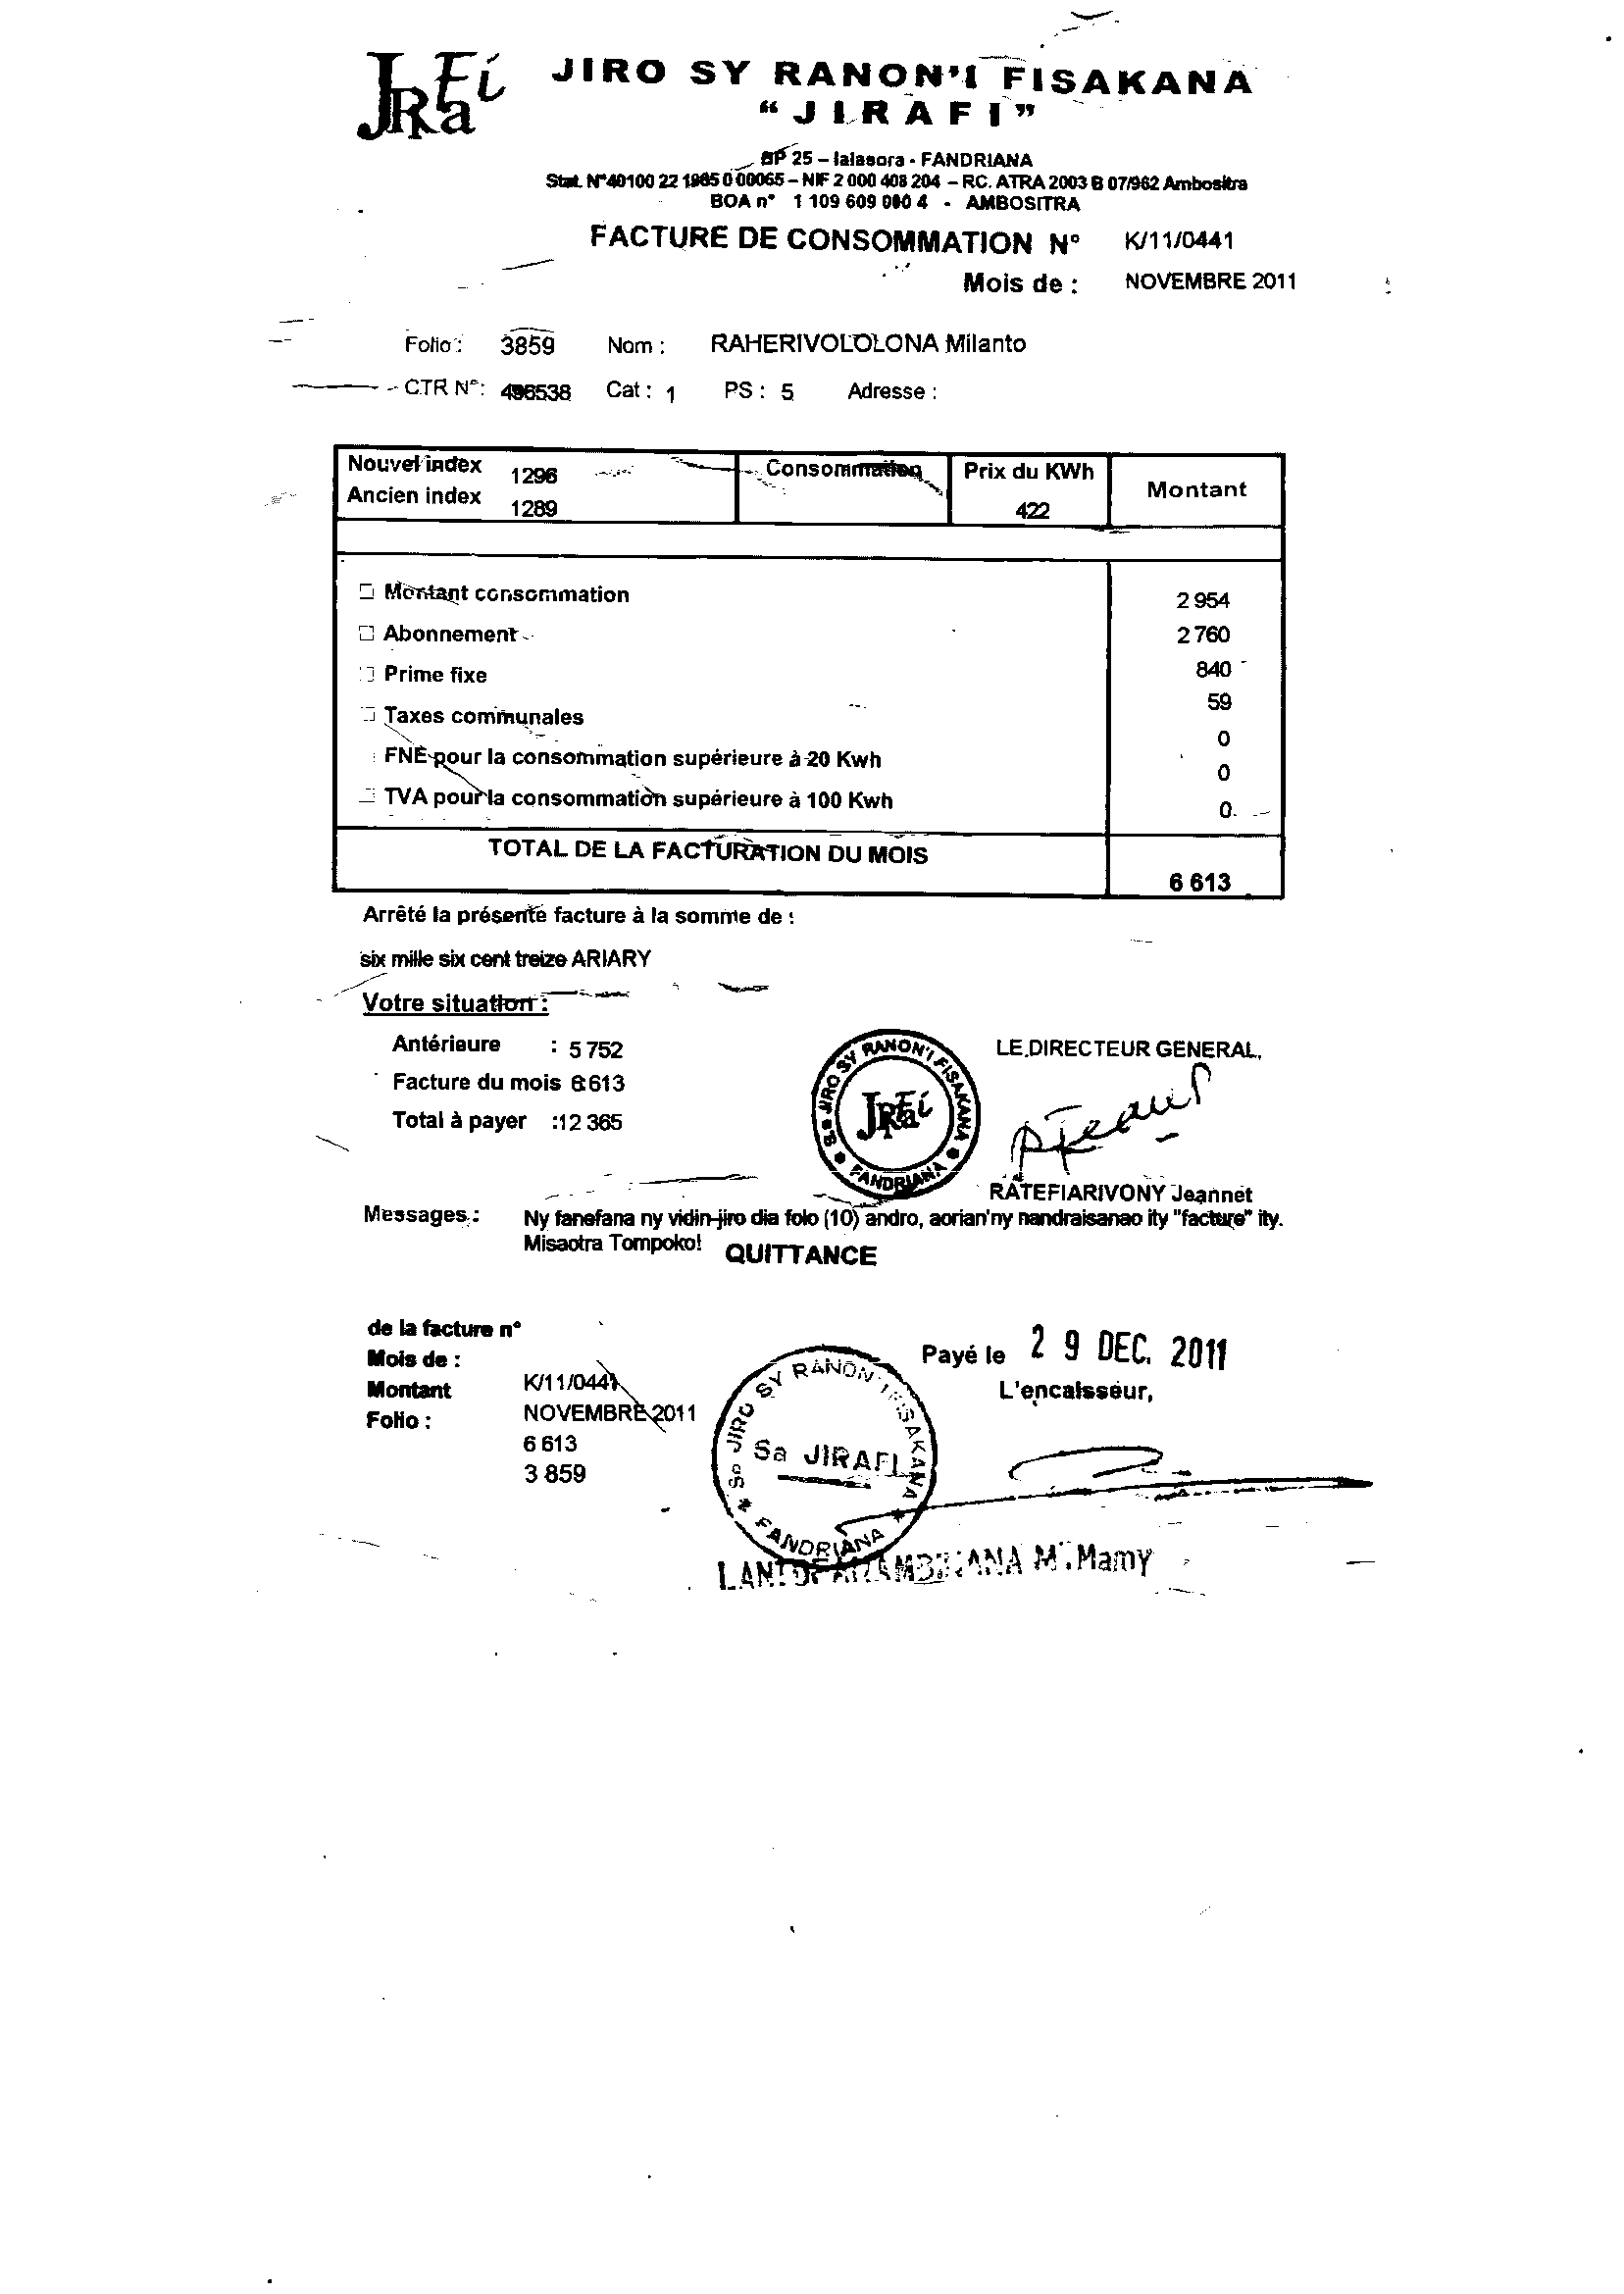 JRa Fi
JIRO SY RANON'I FISAKANA
"JIRAFI"
BP 25 – Ialasora - FANDRIANA
Stat. N°40100 22 1985 0 00065 – NIF 2 000 408 204 – RC. ATRA 2003 B 07/962 Ambositra
BOA n° 1 109 609 000 4 - AMBOSITRA
FACTURE DE CONSOMMATION N° K/11/0441
Mois de : NOVEMBRE 2011
Folio : 3859 Nom : RAHERIVOLOLONA Milanto
CTR N°: 496538 Cat : 1 PS : 5 Adresse :
Nouvel index 1296 Consommation Prix du KWh Montant
Ancien index 1289 422
Montant consommation 2 954
Abonnement 2 760
Prime fixe 840
Taxes communales 59
0
FNE pour la consommation supérieure à 20 Kwh 0
TVA pour la consommation supérieure à 100 Kwh 0
TOTAL DE LA FACTURATION DU MOIS 6 613
Arrêté la présente facture à la somme de :
six mille six cent treize ARIARY
Votre situation :
Antérieure : 5 752
Facture du mois 6 613
Total à payer :12 365
Sa JIRO SY RANON'I FISAKANA
JRa Fi
FANDRIANA
LE DIRECTEUR GENERAL,
RATEFIARIVONY Jeannet
Messages : Ny fanefana ny vidin-jiro dia folo (10) andro, aorian'ny nandraisanao ity "facture" ity.
Misaotra Tompoko!
QUITTANCE
de la facture n°
Mois de :
Montant
Folio :
K/11/0441
NOVEMBRE 2011
6 613
3 859
Sa JIRO SY RANON'I FISAKANA
Sa JIRAFI
FANDRIANA
Payé le 29 DEC. 2011
L'encaisseur,
M. Mamy